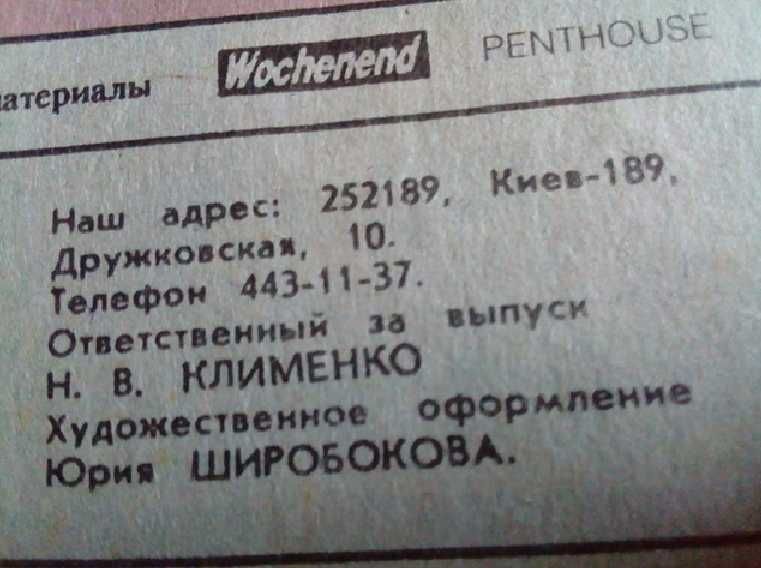 материалы Wochenend PENTHOUSE
Наш адрес: 252189, Киев-189,
Дружковская, 10.
Телефон 443-11-37.
Ответственный за выпуск
Н. В. КЛИМЕНКО
Художественное оформление
Юрия ШИРОБОКОВА.